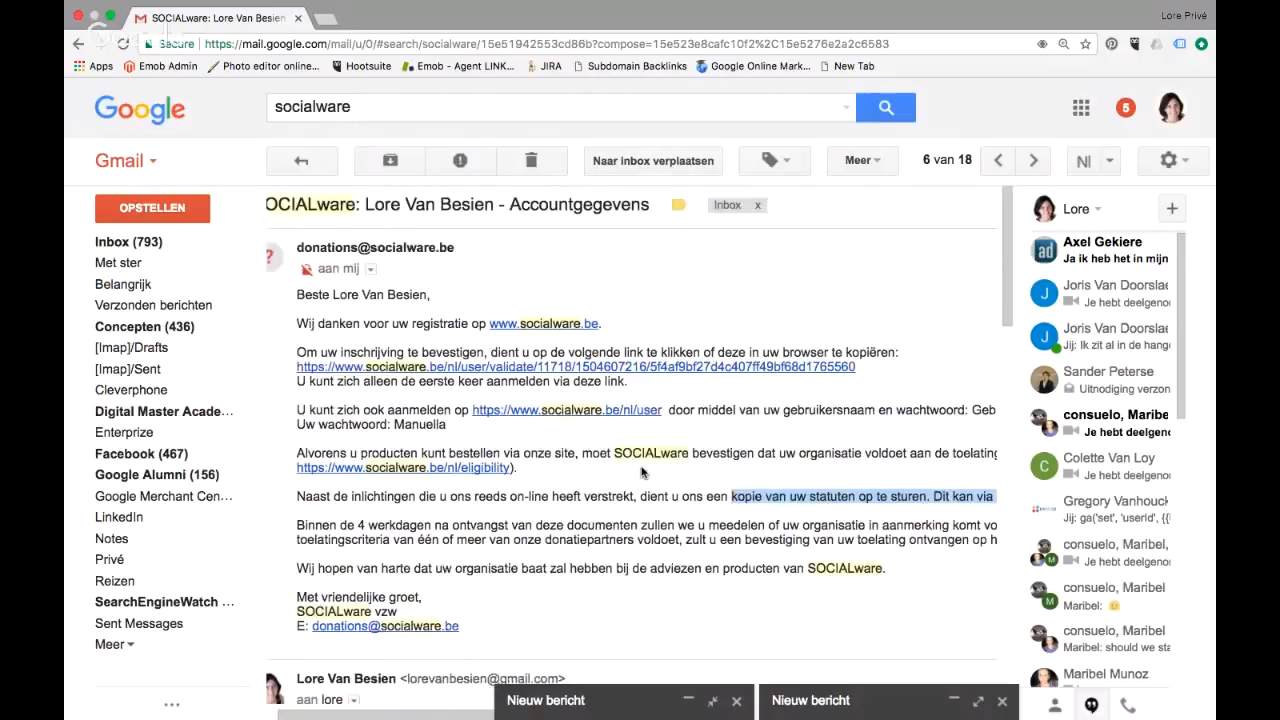 SOCIALware: Lore Van Besien
Lore Privé
Secure
https://mail.google.com/mail/u/0/#search/socialware/15e51942553cd86b?compose=15e523e8cafc10f2%2C15e5276e2a2c6583
Apps
Emob Admin
Photo editor online...
Hootsuite
Emob - Agent LINK...
JIRA
Subdomain Backlinks
Google Online Mark...
New Tab
Google
socialware
5
Gmail
Naar inbox verplaatsen
Meer
6 van 18
Nl
OPSTELLEN
Inbox (793)
Met ster
Belangrijk
Verzonden berichten
Concepten (436)
[Imap]/Drafts
[Imap]/Sent
Cleverphone
Digital Master Acade...
Enterprize
Facebook (467)
Google Alumni (156)
Google Merchant Cen...
LinkedIn
Notes
Privé
Reizen
SearchEngineWatch ...
Sent Messages
Meer
OCIALware: Lore Van Besien - Accountgegevens
Inbox x
donations@socialware.be
aan mij
Beste Lore Van Besien,
Wij danken voor uw registratie op www.socialware.be.
Om uw inschrijving te bevestigen, dient u op de volgende link te klikken of deze in uw browser te kopiëren:
https://www.socialware.be/nl/user/validate/11718/1504607216/5f4af9bf27d4c407ff49bf68d1765560
U kunt zich alleen de eerste keer aanmelden via deze link.
U kunt zich ook aanmelden op https://www.socialware.be/nl/user door middel van uw gebruikersnaam en wachtwoord: Geb
Uw wachtwoord: Manuella
Alvorens u producten kunt bestellen via onze site, moet SOCIALware bevestigen dat uw organisatie voldoet aan de toelating
https://www.socialware.be/nl/eligibility).
Naast de inlichtingen die u ons reeds on-line heeft verstrekt, dient u ons een kopie van uw statuten op te sturen. Dit kan via
Binnen de 4 werkdagen na ontvangst van deze documenten zullen we u meedelen of uw organisatie in aanmerking komt vo
toelatingscriteria van één of meer van onze donatiepartners voldoet, zult u een bevestiging van uw toelating ontvangen op h
Wij hopen van harte dat uw organisatie baat zal hebben bij de adviezen en producten van SOCIALware.
Met vriendelijke groet,
SOCIALware vzw
E: donations@socialware.be
Lore Van Besien <lorevanbesien@gmail.com>
aan lore
Nieuw bericht
Nieuw bericht
Lore
Axel Gekiere
Ja ik heb het in mijn
Joris Van Doorslae
Je hebt deelgeno
Joris Van Doorslae
Jij: Ik zit al in de hang
Sander Peterse
Uitnodiging verzon
consuelo, Maribe
Je hebt deelgeno
Colette Van Loy
Je hebt deelgeno
Gregory Vanhouck
Jij: ga('set', 'userId', {{
consuelo, Maribel,
Je hebt deelgeno
consuelo, Maribel
Maribel:
consuelo, Maribel
Maribel: should we sta
Maribel Munoz